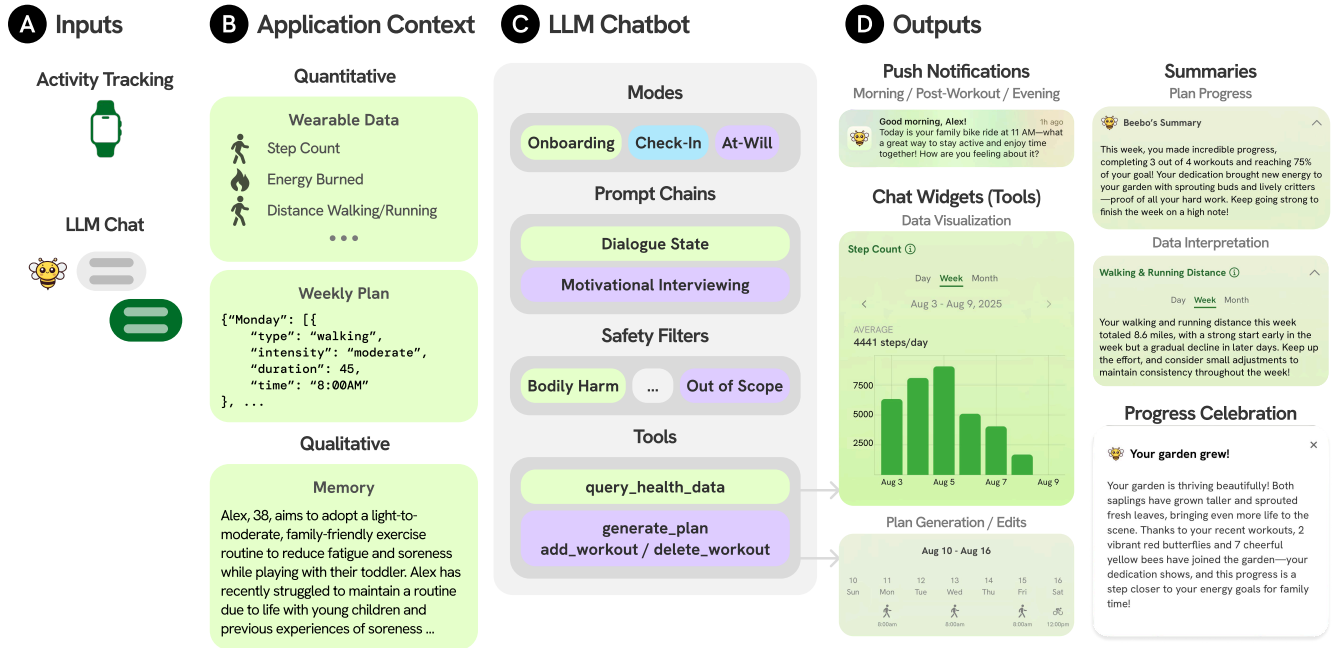 A Inputs
Activity Tracking
LLM Chat
B Application Context
Quantitative
Wearable Data
Step Count
Energy Burned
Distance Walking/Running
Weekly Plan
{“Monday”: [{
“type”: “walking”,
“intensity”: “moderate”,
“duration”: 45,
“time”: “8:00AM”
}, ...
Qualitative
Memory
Alex, 38, aims to adopt a light-to-
moderate, family-friendly exercise
routine to reduce fatigue and soreness
while playing with their toddler. Alex has
recently struggled to maintain a routine
due to life with young children and
previous experiences of soreness ...
C LLM Chatbot
Modes
Onboarding Check-In At-Will
Prompt Chains
Dialogue State
Motivational Interviewing
Safety Filters
Bodily Harm ... Out of Scope
Tools
query_health_data
generate_plan
add_workout / delete_workout
D Outputs
Push Notifications
Morning / Post-Workout / Evening
Good morning, Alex! 1h ago
Today is your family bike ride at 11 AM—what
a great way to stay active and enjoy time
together! How are you feeling about it?
Chat Widgets (Tools)
Data Visualization
Step Count
Day Week Month
Aug 3 - Aug 9, 2025
AVERAGE
4441 steps/day
7500
5000
2500
Aug 3 Aug 5 Aug 7 Aug 9
Plan Generation / Edits
Aug 10 - Aug 16
10 11 12 13 14 15 16
Sun Mon Tue Wed Thu Fri Sat
8:00am 8:00am 8:00am 12:00pm
Summaries
Plan Progress
Beebo’s Summary
This week, you made incredible progress,
completing 3 out of 4 workouts and reaching 75%
of your goal! Your dedication brought new energy to
your garden with sprouting buds and lively critters
—proof of all your hard work. Keep going strong to
finish the week on a high note!
Data Interpretation
Walking & Running Distance
Day Week Month
Your walking and running distance this week
totaled 8.6 miles, with a strong start early in the
week but a gradual decline in later days. Keep up
the effort, and consider small adjustments to
maintain consistency throughout the week!
Progress Celebration
Your garden grew!
Your garden is thriving beautifully! Both
saplings have grown taller and sprouted
fresh leaves, bringing even more life to the
scene. Thanks to your recent workouts, 2
vibrant red butterflies and 7 cheerful
yellow bees have joined the garden—your
dedication shows, and this progress is a
step closer to your energy goals for family
time!